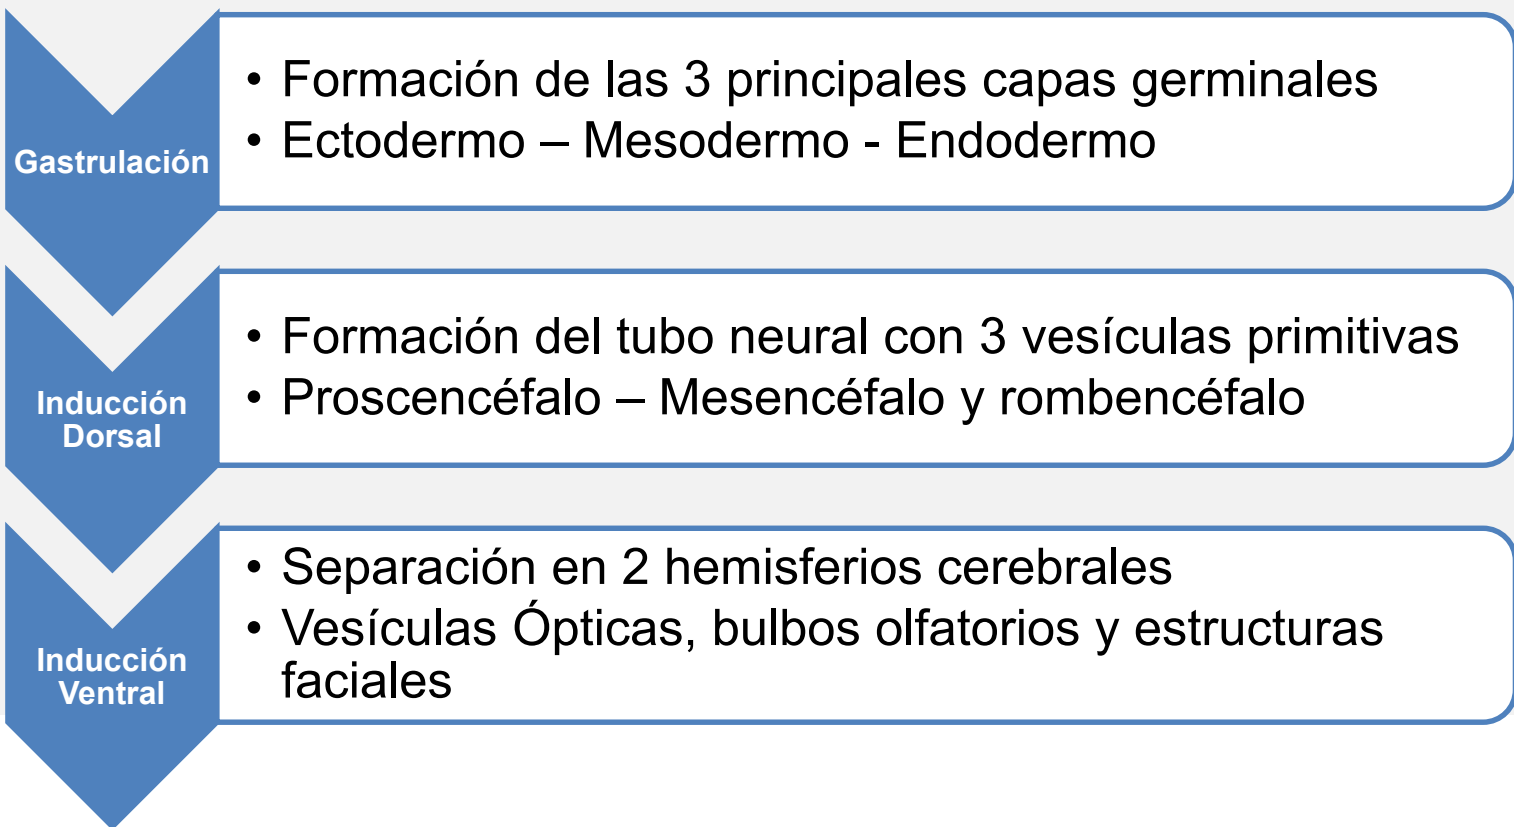 Gastrulación
• Formación de las 3 principales capas germinales
• Ectodermo – Mesodermo - Endodermo
Inducción
Dorsal
• Formación del tubo neural con 3 vesículas primitivas
• Proscencéfalo – Mesencéfalo y rombencéfalo
Inducción
Ventral
• Separación en 2 hemisferios cerebrales
• Vesículas Ópticas, bulbos olfatorios y estructuras
faciales